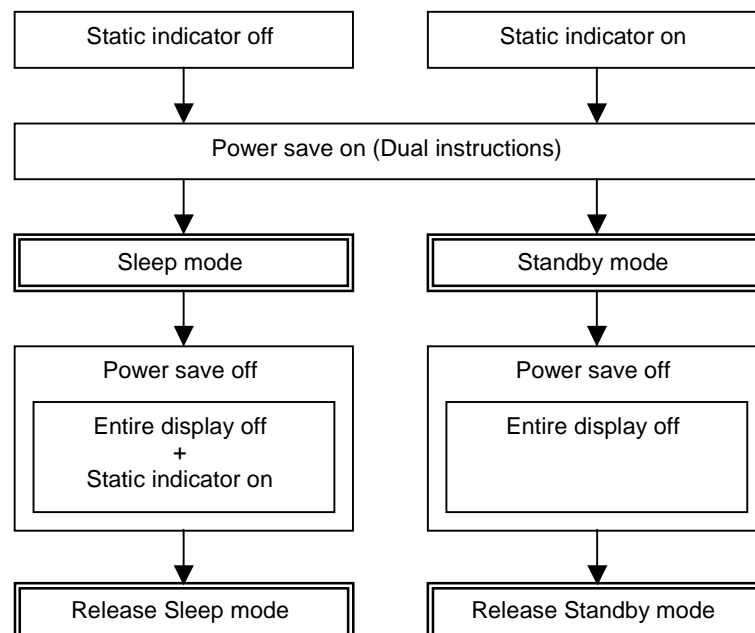 Static indicator off
Static indicator on
Power save on (Dual instructions)
Sleep mode
Standby mode
Power save off
Entire display off
+
Static indicator on
Power save off
Entire display off
Release Sleep mode
Release Standby mode